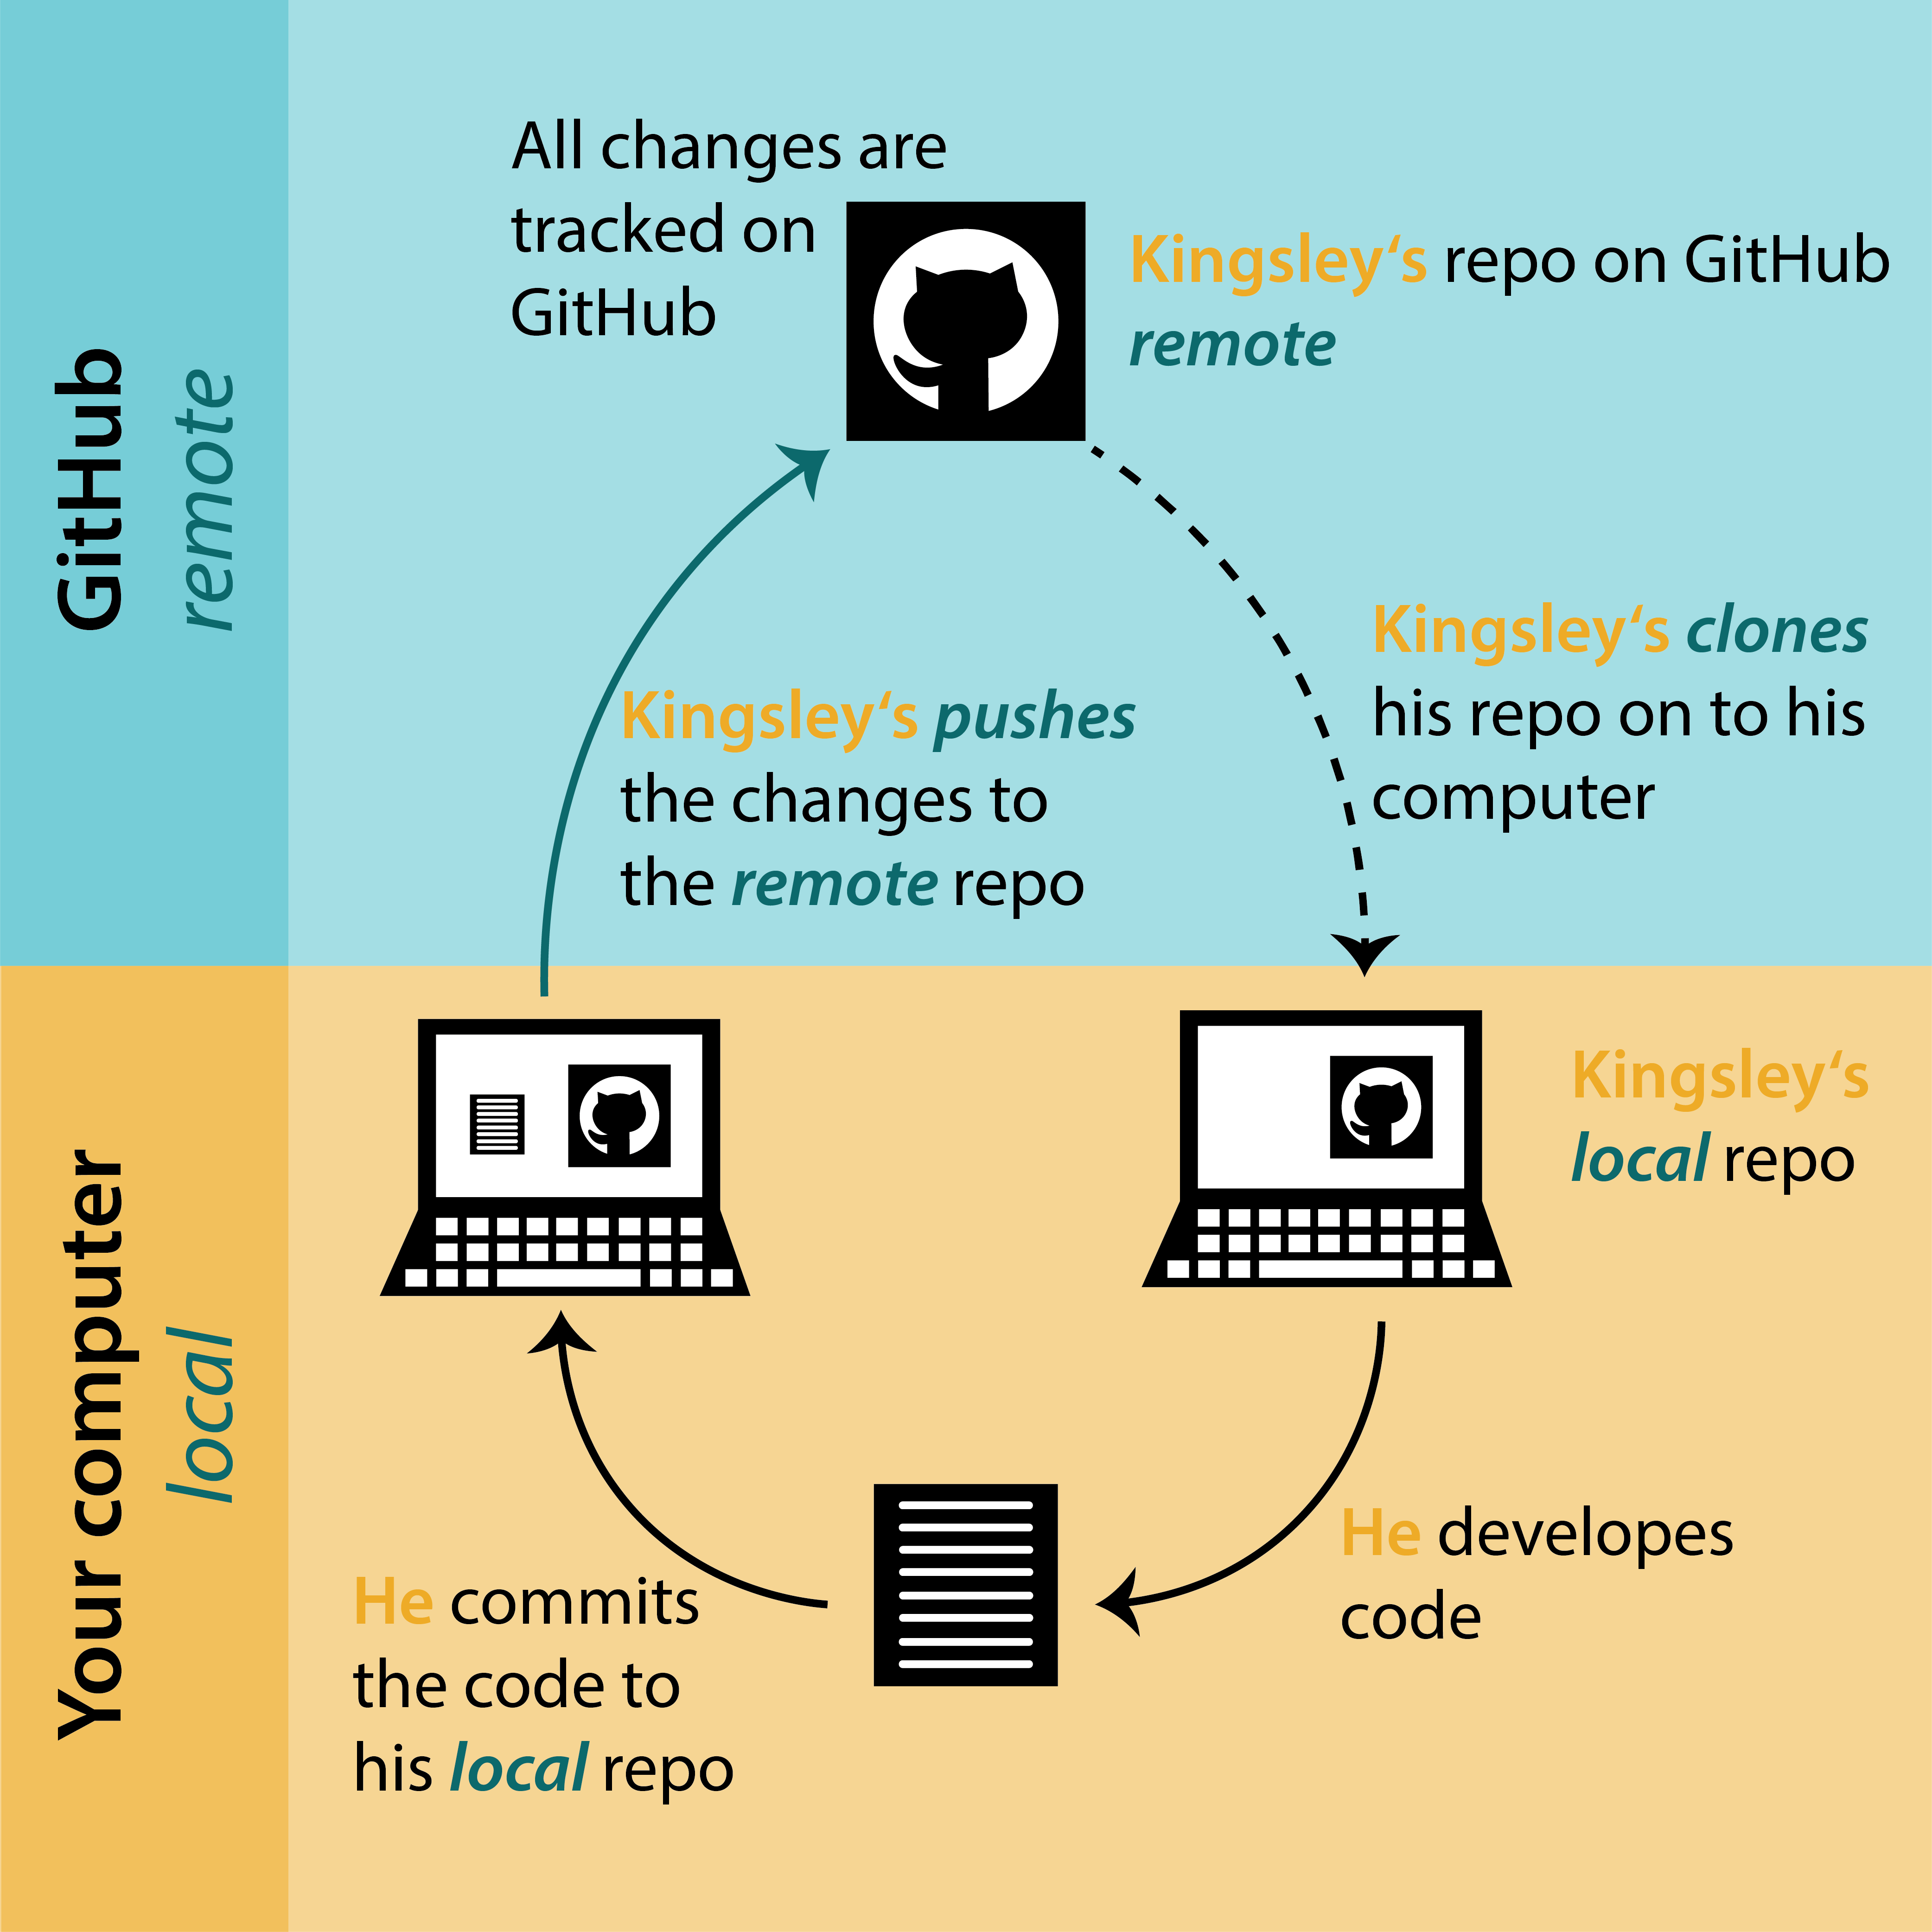 GitHub
remote
All changes are
tracked on
GitHub
Kingsley‘s repo on GitHub
remote
Kingsley‘s clones
his repo on to his
computer
Kingsley‘s pushes
the changes to
the remote repo
Your computer
local
Kingsley‘s
local repo
He developes
code
He commits
the code to
his local repo